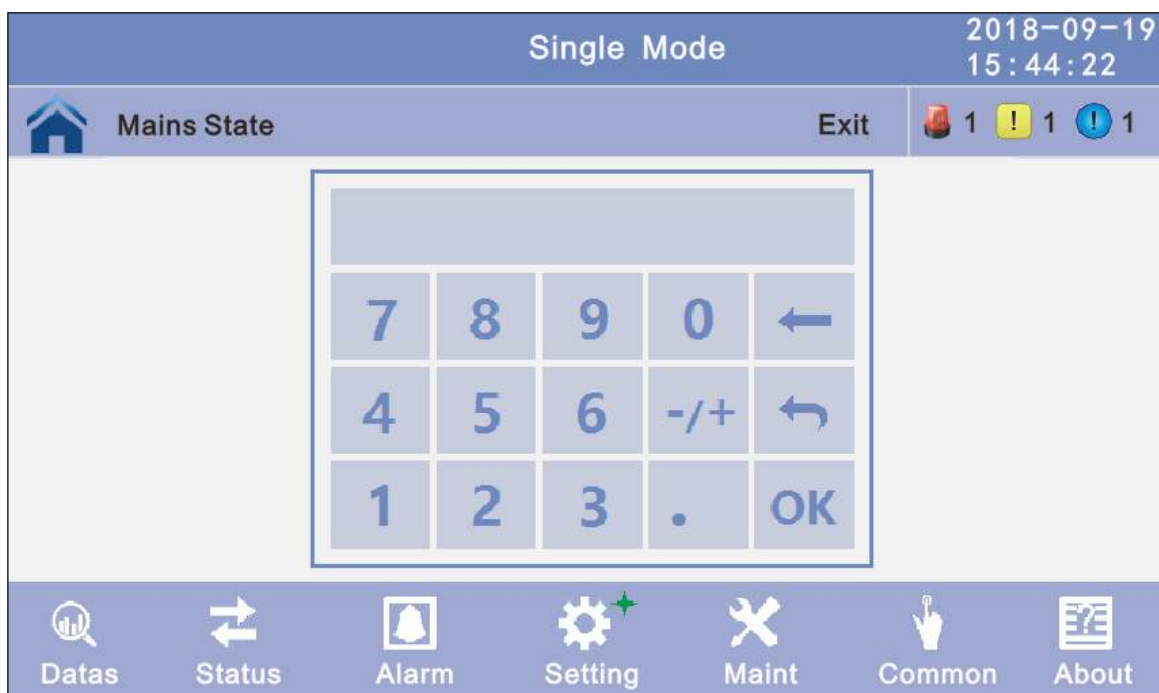 Single Mode
2018-09-19
15:44:22
Mains State
Exit
1
! 1
! 1
7 8 9 0 ←
4 5 6 -/+ 
1 2 3 . OK
Datas
Status
Alarm
Setting
Maint
Common
? About